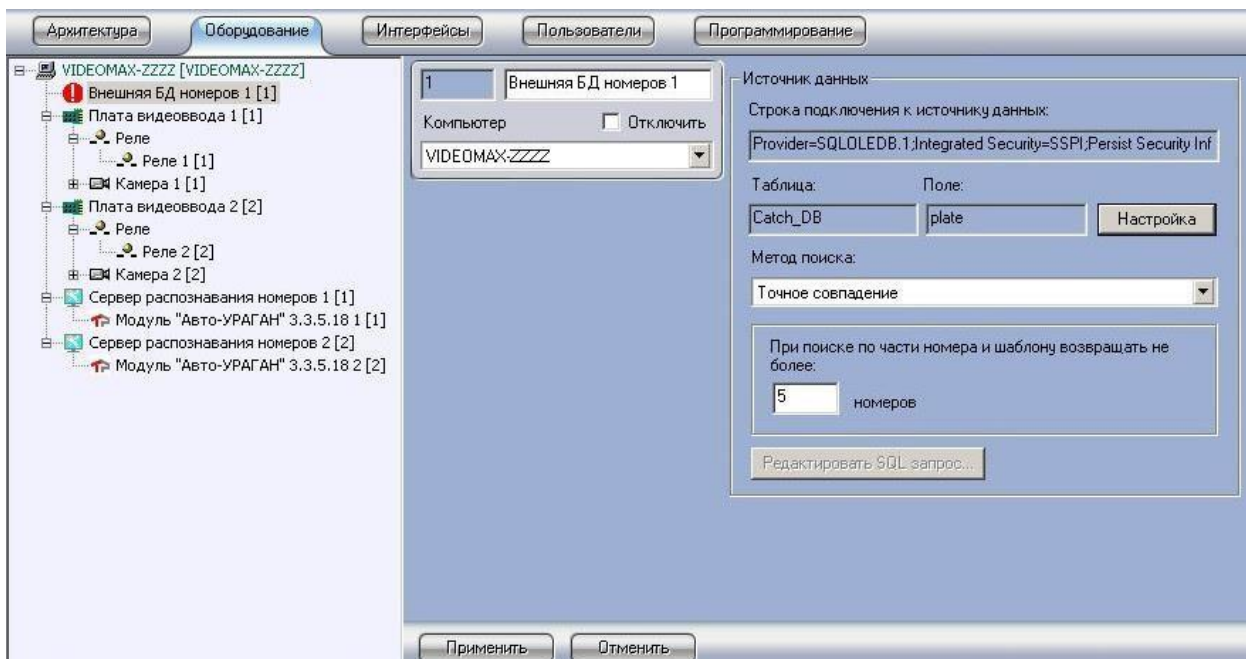 Архитектура Оборудование Интерфейсы Пользователи Программирование
VIDEOMAX-ZZZZ [VIDEOMAX-ZZZZ]
Внешняя БД номеров 1 [1]
Плата видеоввода 1 [1]
Реле
Реле 1 [1]
Камера 1 [1]
Плата видеоввода 2 [2]
Реле
Реле 2 [2]
Камера 2 [2]
Сервер распознавания номеров 1 [1]
Модуль "Авто-УРАГАН" 3.3.5.18 1 [1]
Сервер распознавания номеров 2 [2]
Модуль "Авто-УРАГАН" 3.3.5.18 2 [2]
1 Внешняя БД номеров 1
Компьютер Отключить
VIDEOMAX-ZZZZ
Источник данных
Строка подключения к источнику данных:
Provider=SQLOLEDB.1;Integrated Security=SSPI;Persist Security Inf
Таблица: Поле:
Catch_DB plate Настройка
Метод поиска:
Точное совпадение
При поиске по части номера и шаблону возвращать не
более:
5 номеров
Редактировать SQL запрос...
Применить Отменить